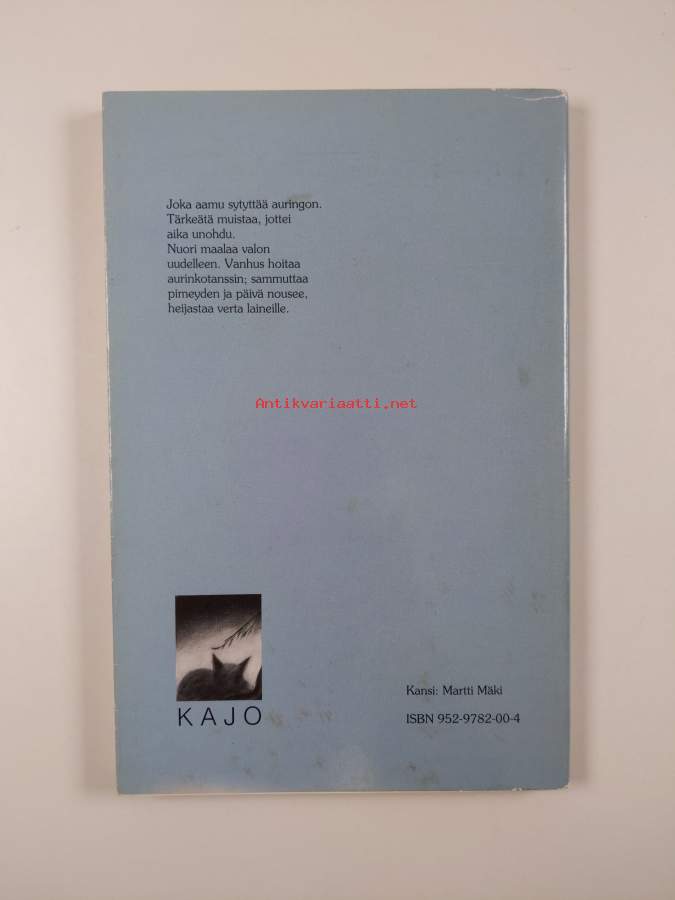 Joka aamu sytyttää auringon.
Tärkeätä muistaa, jottei
aika unohdu.
Nuori maalaa valon
uudelleen. Vanhus hoitaa
aurinkotanssin; sammuttaa
pimeyden ja päivä nousee,
heijastaa verta laineille.
Antikvariaatti.net
KAJO
Kansi: Martti Mäki
ISBN 952-9782-00-4